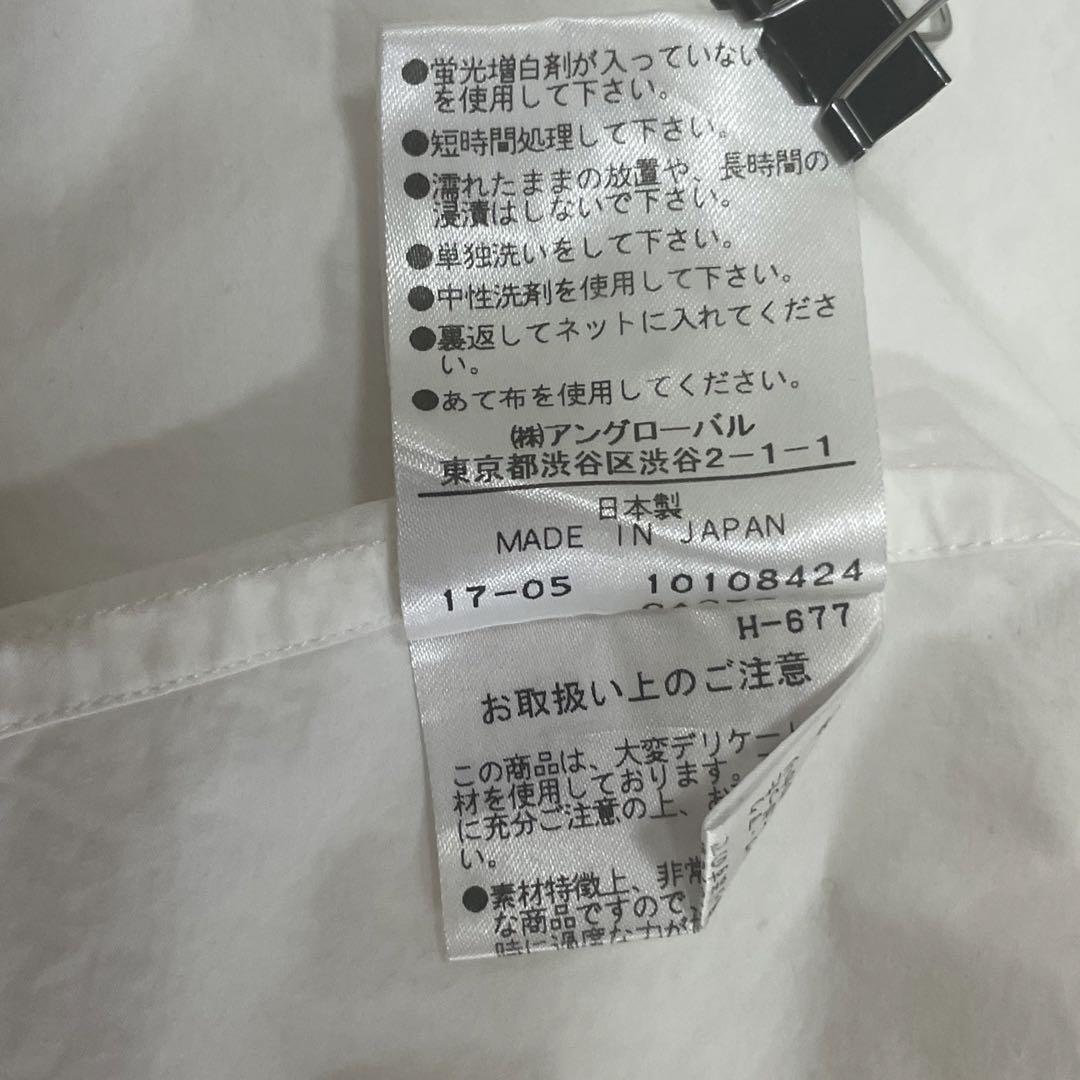 ●蛍光増白剤が入っていない
を使用して下さい。
●短時間処理して下さい。
●濡れたままの放置や、長時間の
浸漬はしないで下さい。
●単独洗いをして下さい。
●中性洗剤を使用して下さい。
●裏返してネットに入れてくださ
い。
●あて布を使用してください。
㈱アングローバル
東京都渋谷区渋谷2-1-1
日本製
MADE IN JAPAN
17-05 10108424
H-677
お取扱い上のご注意
この商品は、大変デリケート
材を使用しております。
に充分ご注意の上、お
い。
●素材特徴上、非常
な商品ですので、
時に過度な力が